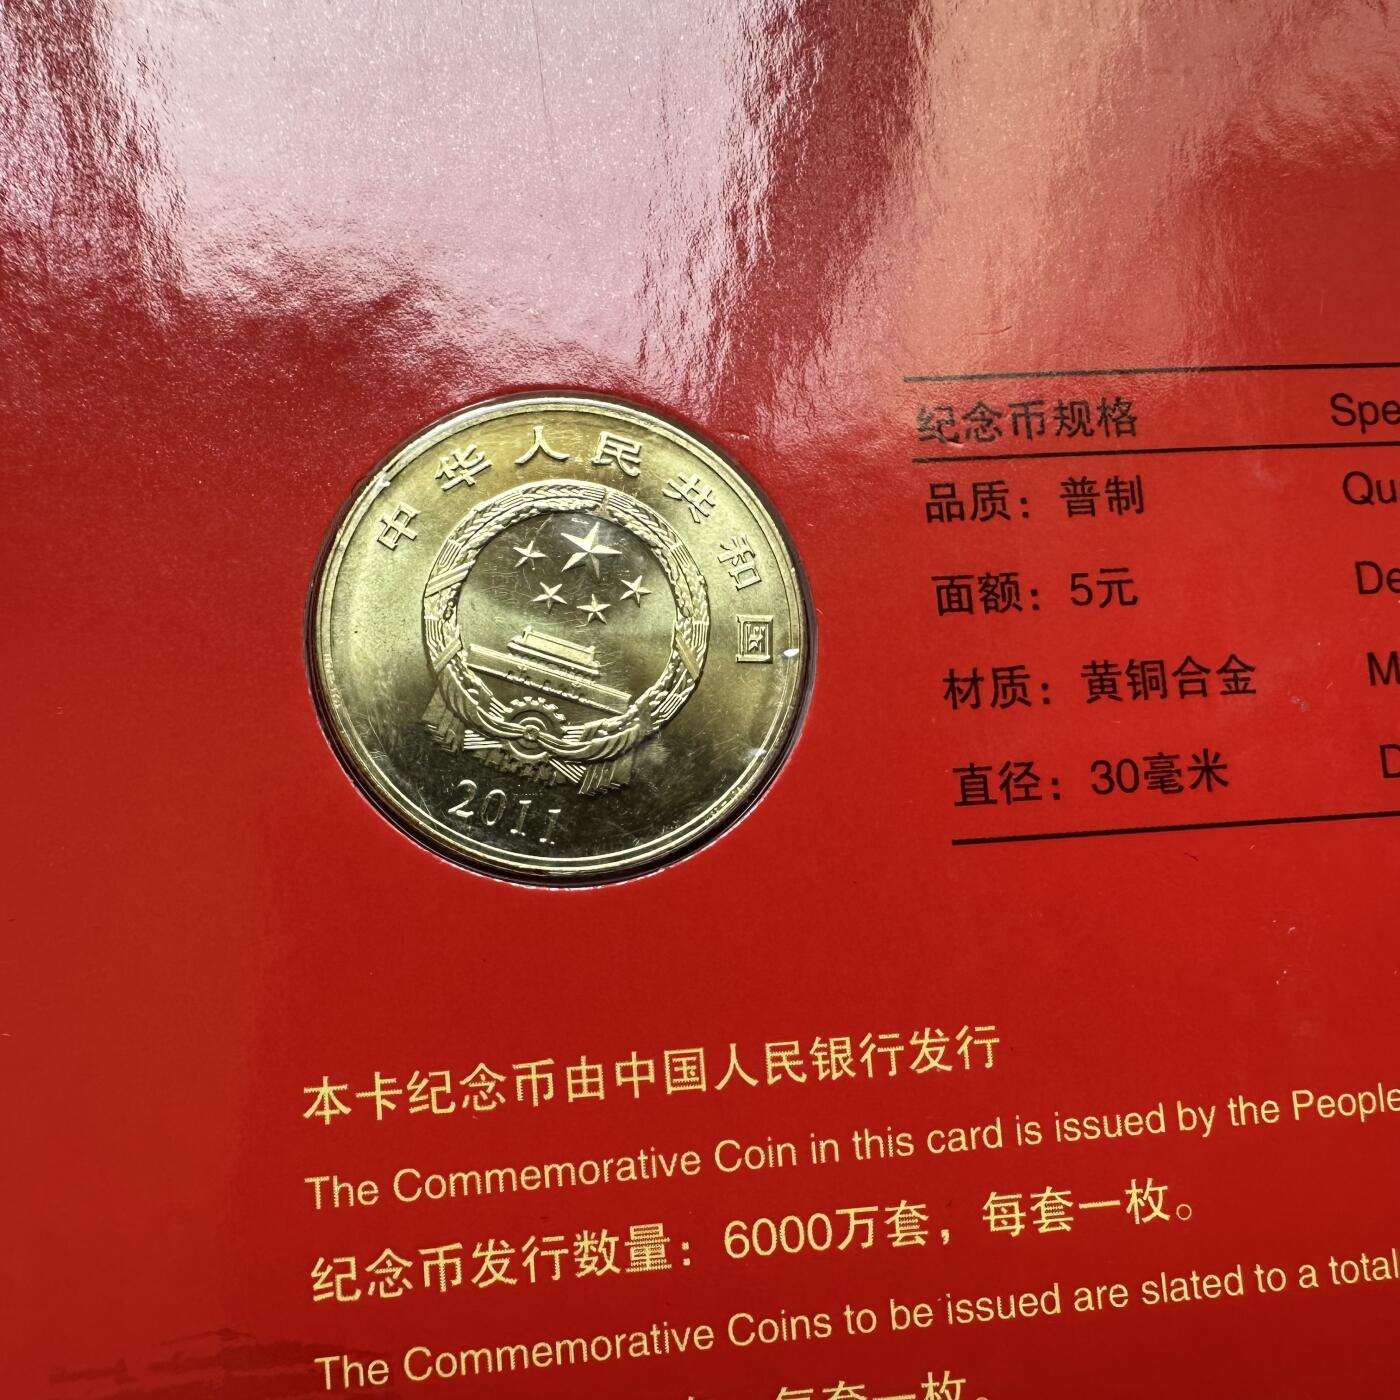 中华人民共和国
2011
纪念币规格 Spe
品质：普制 Qu
面额：5元 De
材质：黄铜合金 M
直径：30毫米 D
本卡纪念币由中国人民银行发行
The Commemorative Coin in this card is issued by the People
纪念币发行数量：6000万套，每套一枚。
The Commemorative Coins to be issued are slated to a total
每套一枚。